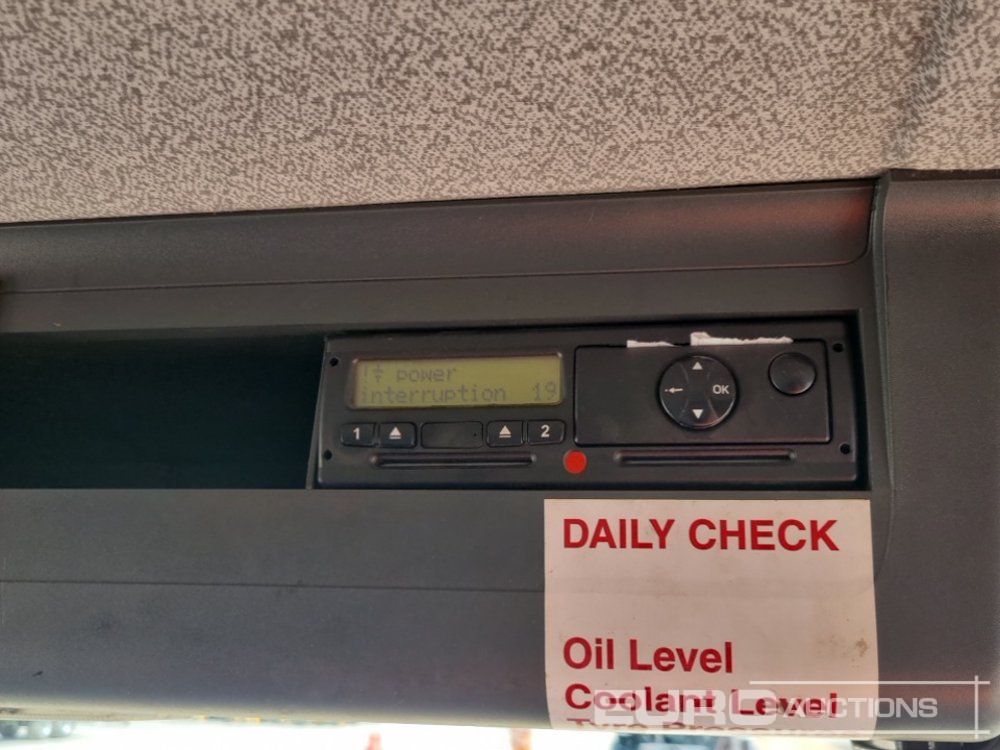 ! power
interruption 19
1 2
OK
DAILY CHECK
Oil Level
Coolant Level
EURO AUCTIONS